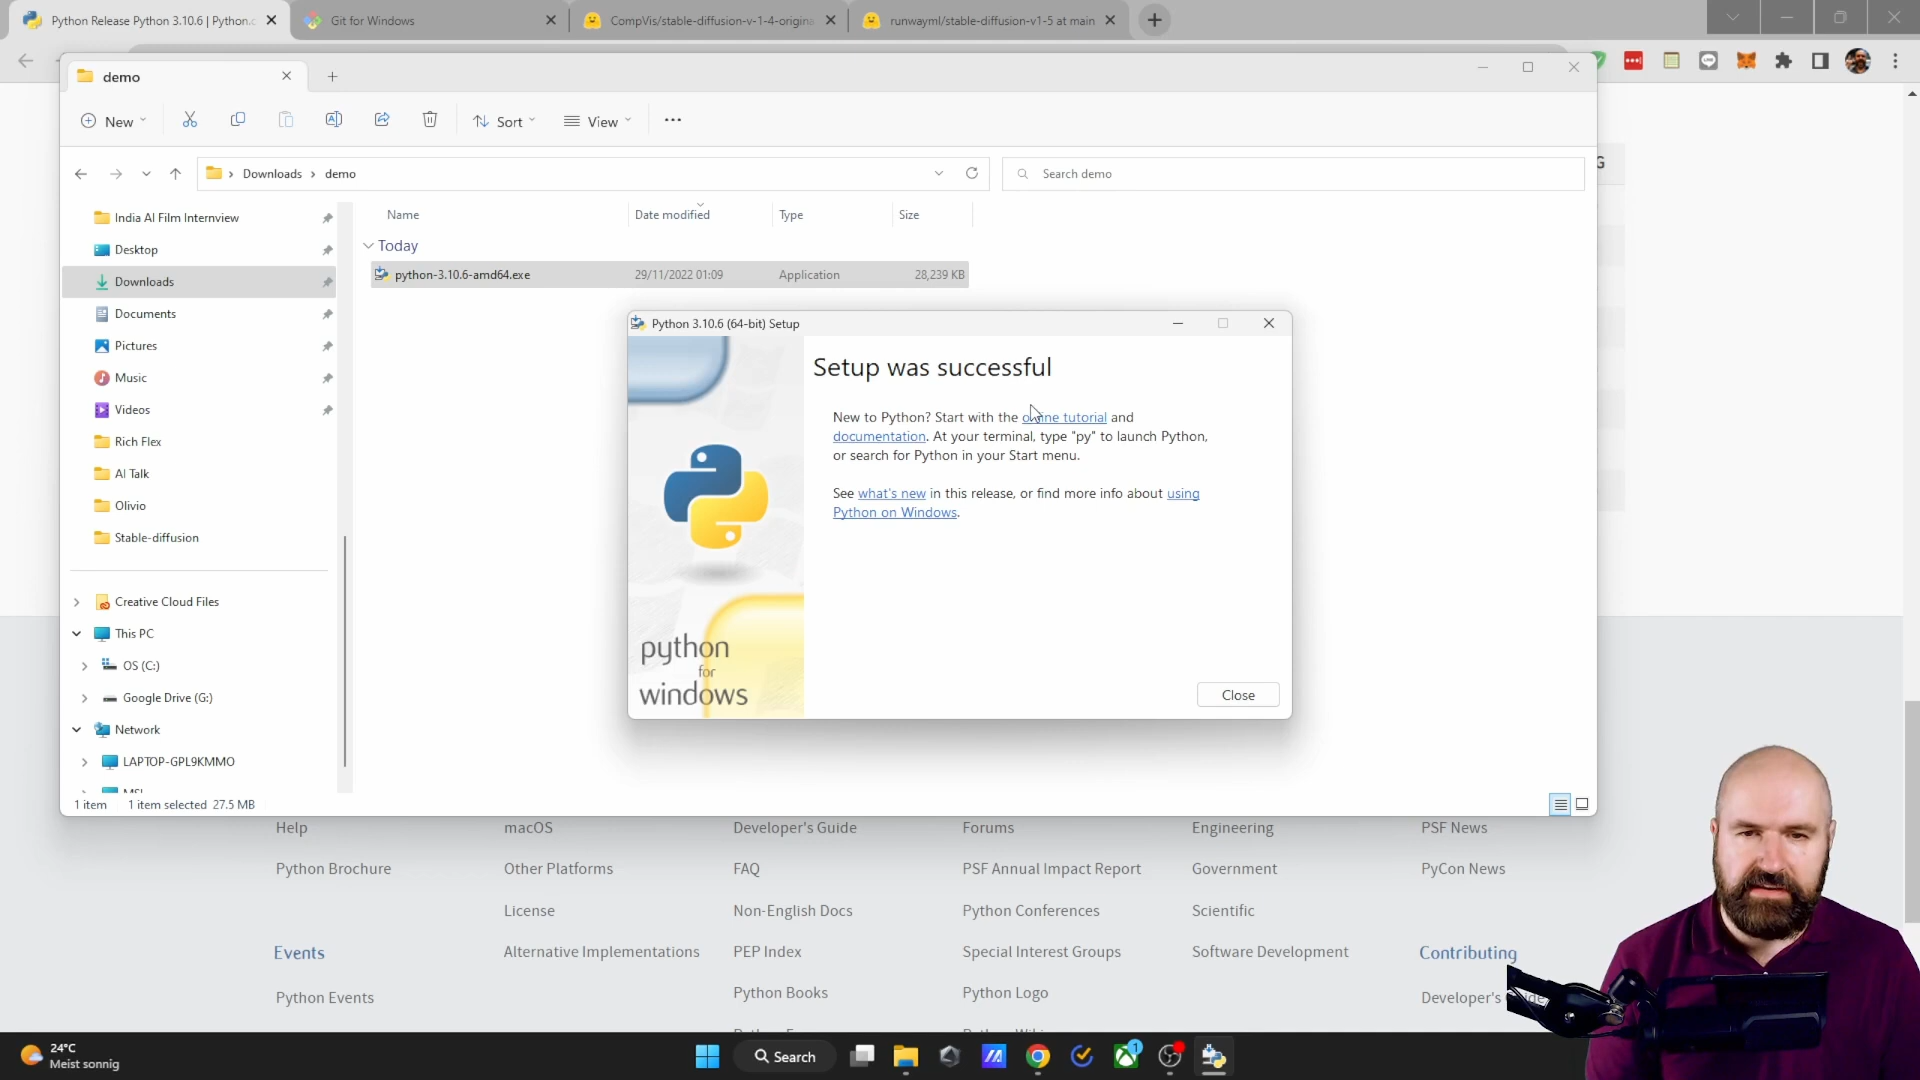 Python Release Python 3.10.6 | Python.o
Git for Windows
CompVis/stable-diffusion-v-1-4-origina
runwayml/stable-diffusion-v1-5 at main
demo
New
Sort
View
Downloads
demo
Search demo
G
India AI Film Internview
Desktop
Downloads
Documents
Pictures
Music
Videos
Rich Flex
AI Talk
Olivio
Stable-diffusion
Creative Cloud Files
This PC
OS (C:)
Google Drive (G:)
Network
LAPTOP-GPL9KMMO
Name
Date modified
Type
Size
Today
python-3.10.6-amd64.exe
29/11/2022 01:09
Application
28,239 KB
Python 3.10.6 (64-bit) Setup
Setup was successful
New to Python? Start with the online tutorial and
documentation. At your terminal, type "py" to launch Python,
or search for Python in your Start menu.
See what's new in this release, or find more info about using
Python on Windows.
python
for
windows
Close
1 item
1 item selected 27.5 MB
Help
macOS
Developer's Guide
Forums
Engineering
PSF News
Python Brochure
Other Platforms
FAQ
PSF Annual Impact Report
Government
PyCon News
License
Non-English Docs
Python Conferences
Scientific
Events
Alternative Implementations
PEP Index
Special Interest Groups
Software Development
Contributing
Python Events
Python Books
Python Logo
Developer's
24°C
Meist sonnig
Search
1